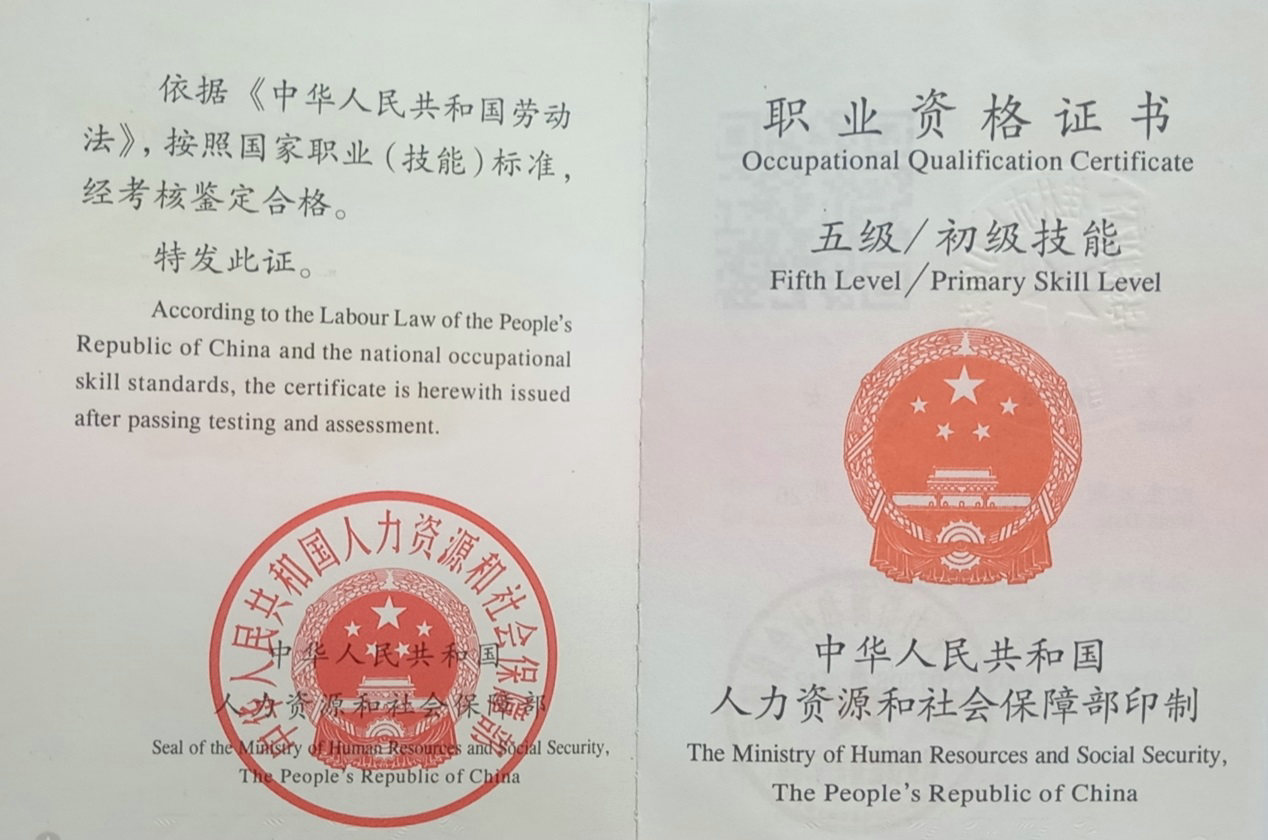 依据《中华人民共和国劳动
法》，按照国家职业（技能）标准，
经考核鉴定合格。
特发此证。
According to the Labour Law of the People's
Republic of China and the national occupational
skill standards, the certificate is herewith issued
after passing testing and assessment.
中华人民共和国人力资源和社会保障部
中华人民共和国
人力资源和社会保障部
Seal of the Ministry of Human Resources and Social Security,
The People's Republic of China
职业资格证书
Occupational Qualification Certificate
五级/初级技能
Fifth Level/Primary Skill Level
中华人民共和国
人力资源和社会保障部印制
The Ministry of Human Resources and Social Security,
The People's Republic of China